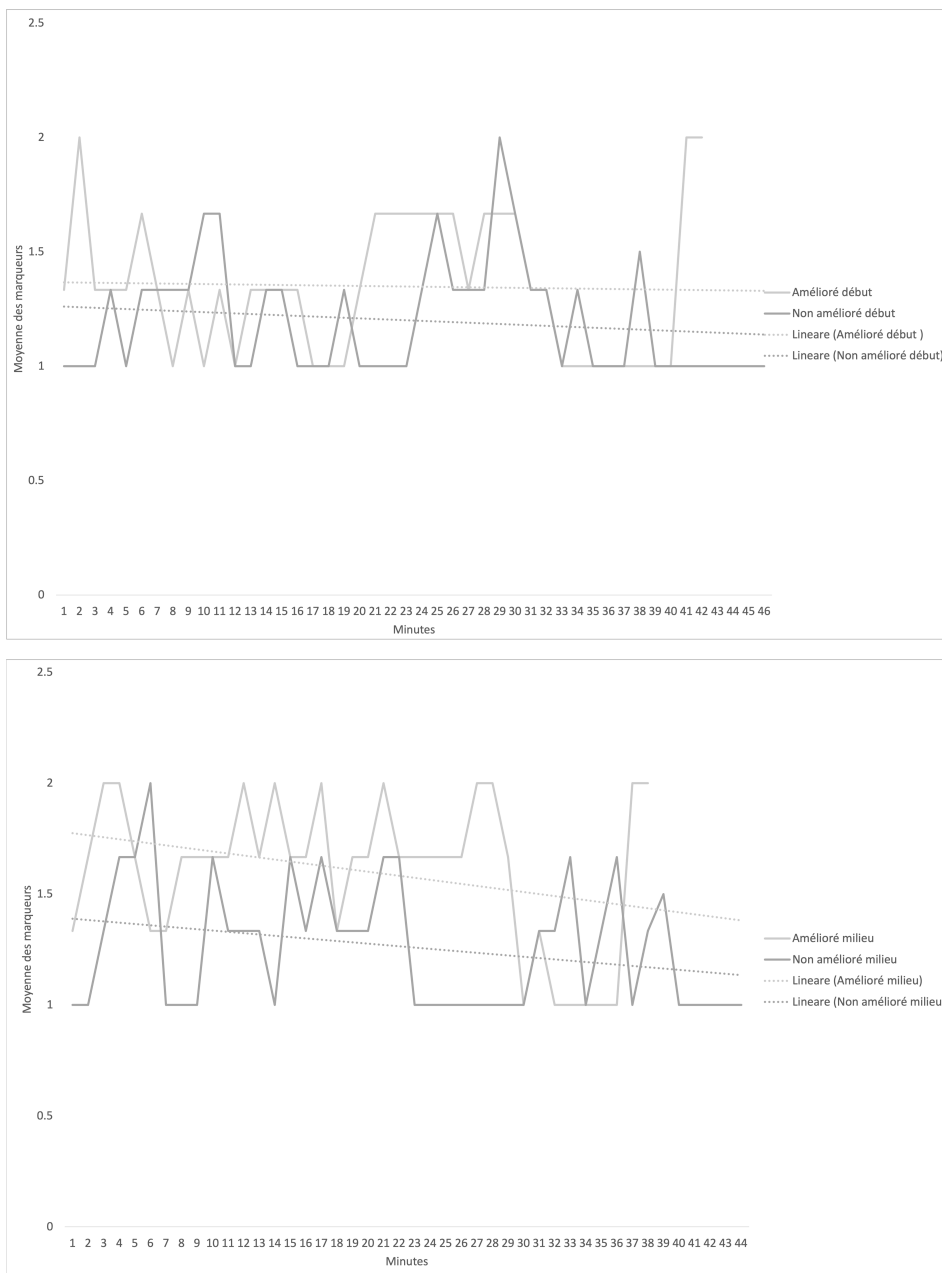 2.5
2
1.5
1
0.5
0
Moyenne des marqueurs
1 2 3 4 5 6 7 8 9 10 11 12 13 14 15 16 17 18 19 20 21 22 23 24 25 26 27 28 29 30 31 32 33 34 35 36 37 38 39 40 41 42 43 44 45 46
Minutes
Amélioré début
Non amélioré début
Lineare (Amélioré début )
Lineare (Non amélioré début)
2.5
2
1.5
1
0.5
0
Moyenne des marqueurs
1 2 3 4 5 6 7 8 9 10 11 12 13 14 15 16 17 18 19 20 21 22 23 24 25 26 27 28 29 30 31 32 33 34 35 36 37 38 39 40 41 42 43 44
Minutes
Amélioré milieu
Non amélioré milieu
Lineare (Amélioré milieu)
Lineare (Non amélioré milieu